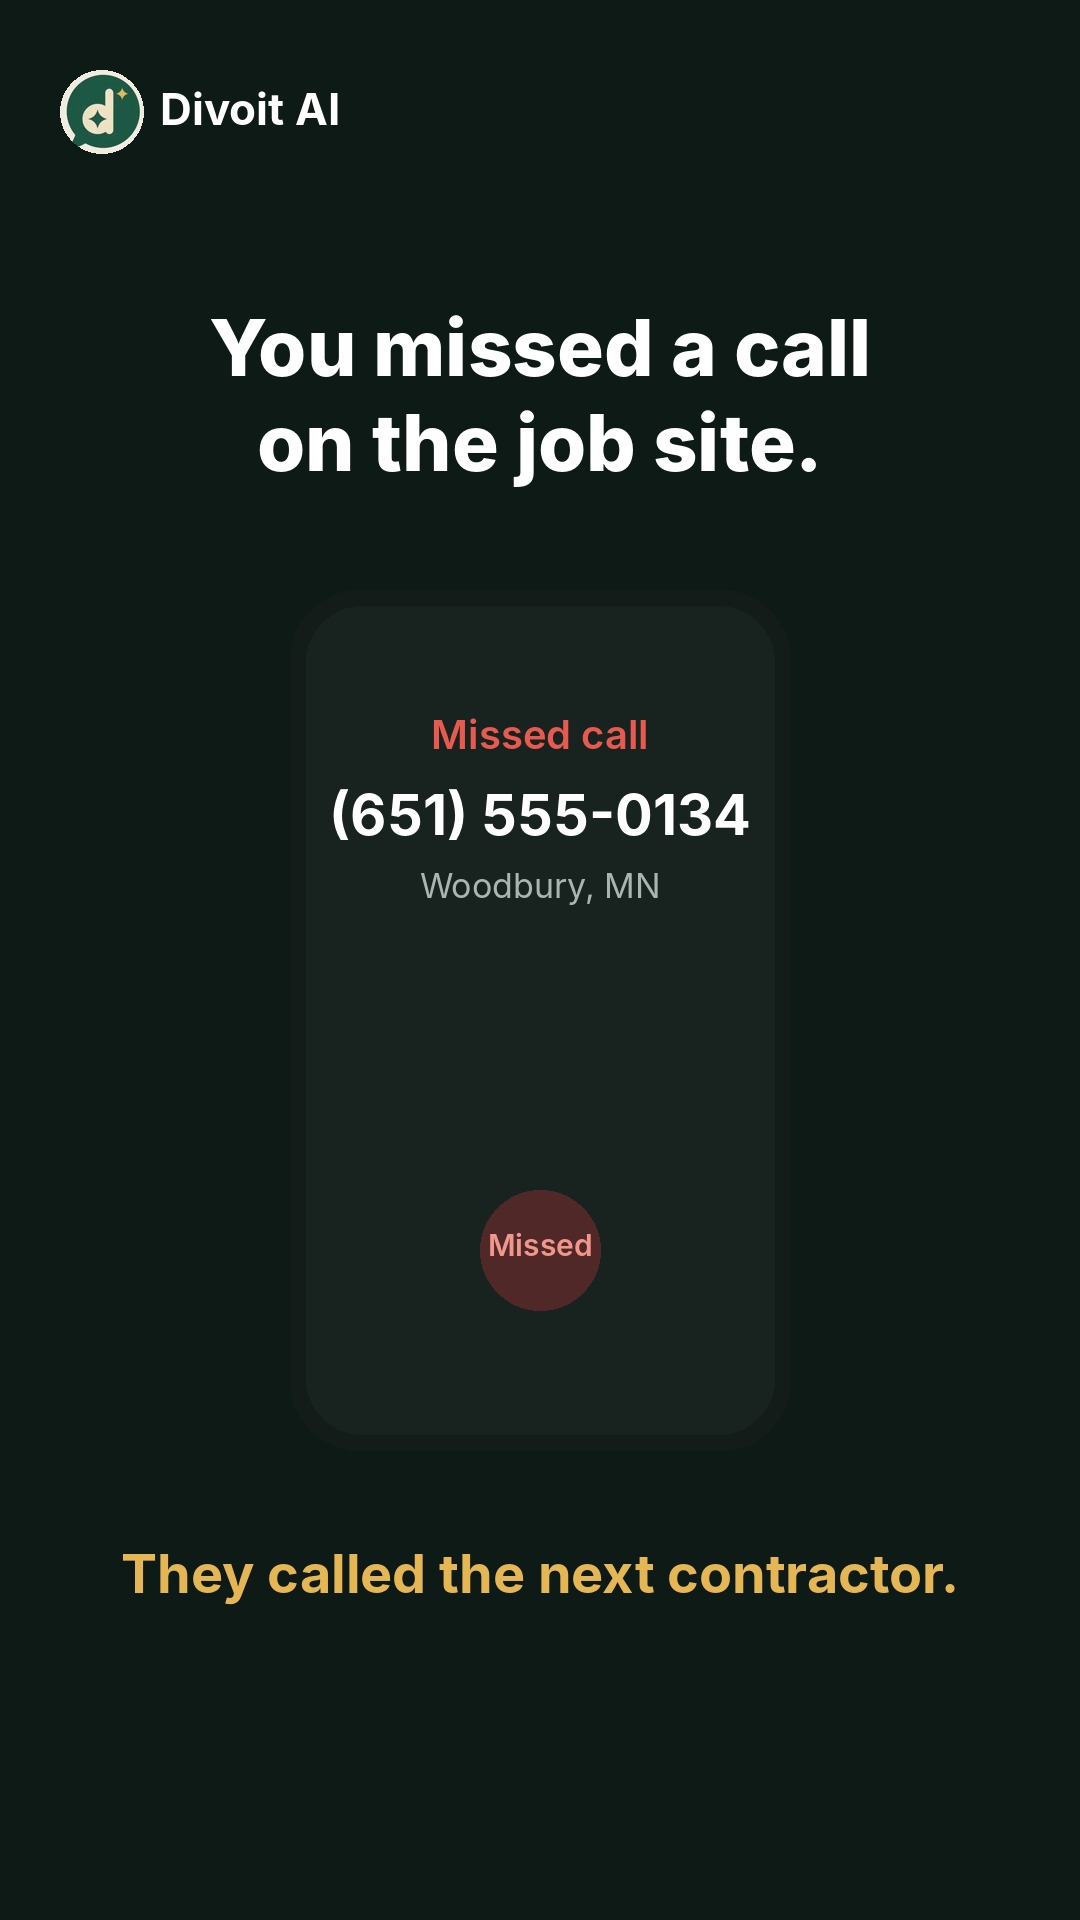 Divoit AI
You missed a call
on the job site.
Missed call
(651) 555-0134
Woodbury, MN
Missed
They called the next contractor.